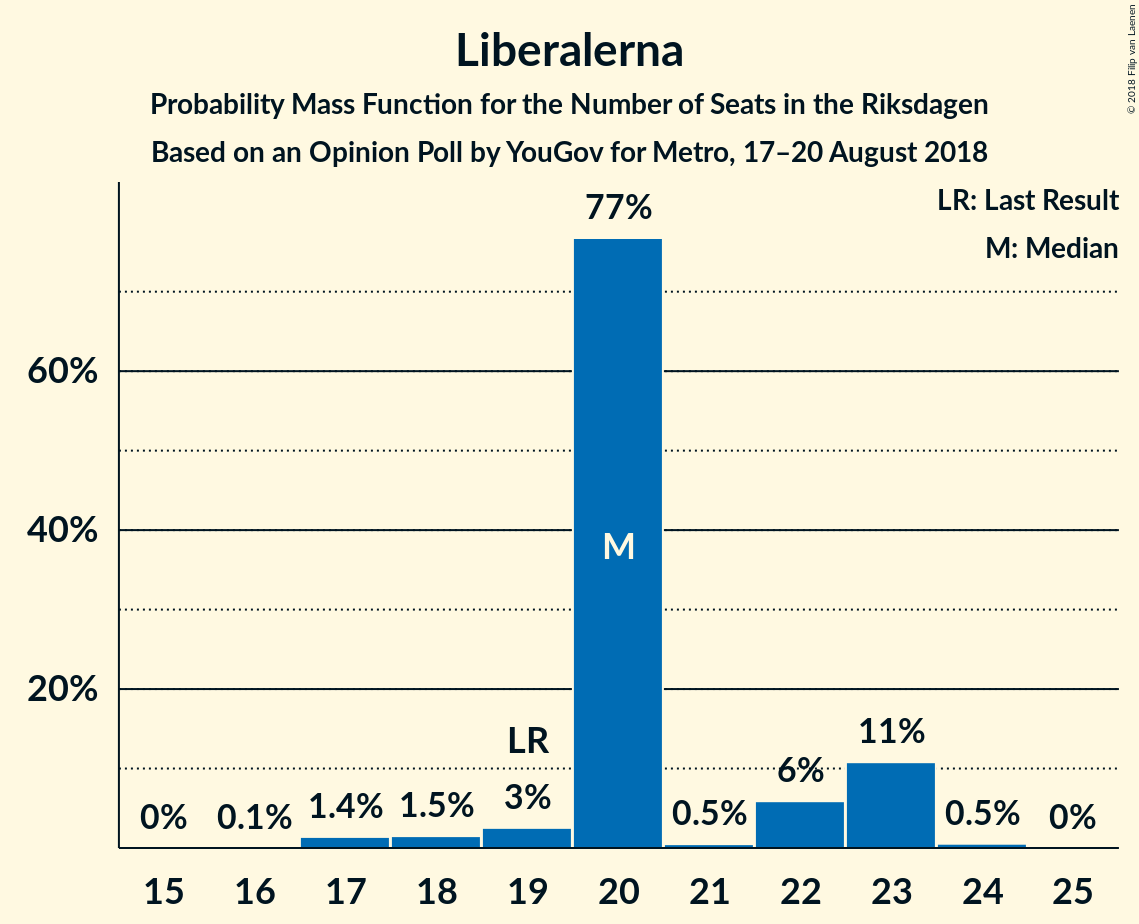 Liberalerna
Probability Mass Function for the Number of Seats in the Riksdagen
Based on an Opinion Poll by YouGov for Metro, 17–20 August 2018
© 2018 Filip van Laenen
LR: Last Result
M: Median
77%
60%
40%
20%
M
LR
0%
0.1%
1.4%
1.5%
3%
0.5%
6%
11%
0.5%
0%
15 16 17 18 19 20 21 22 23 24 25